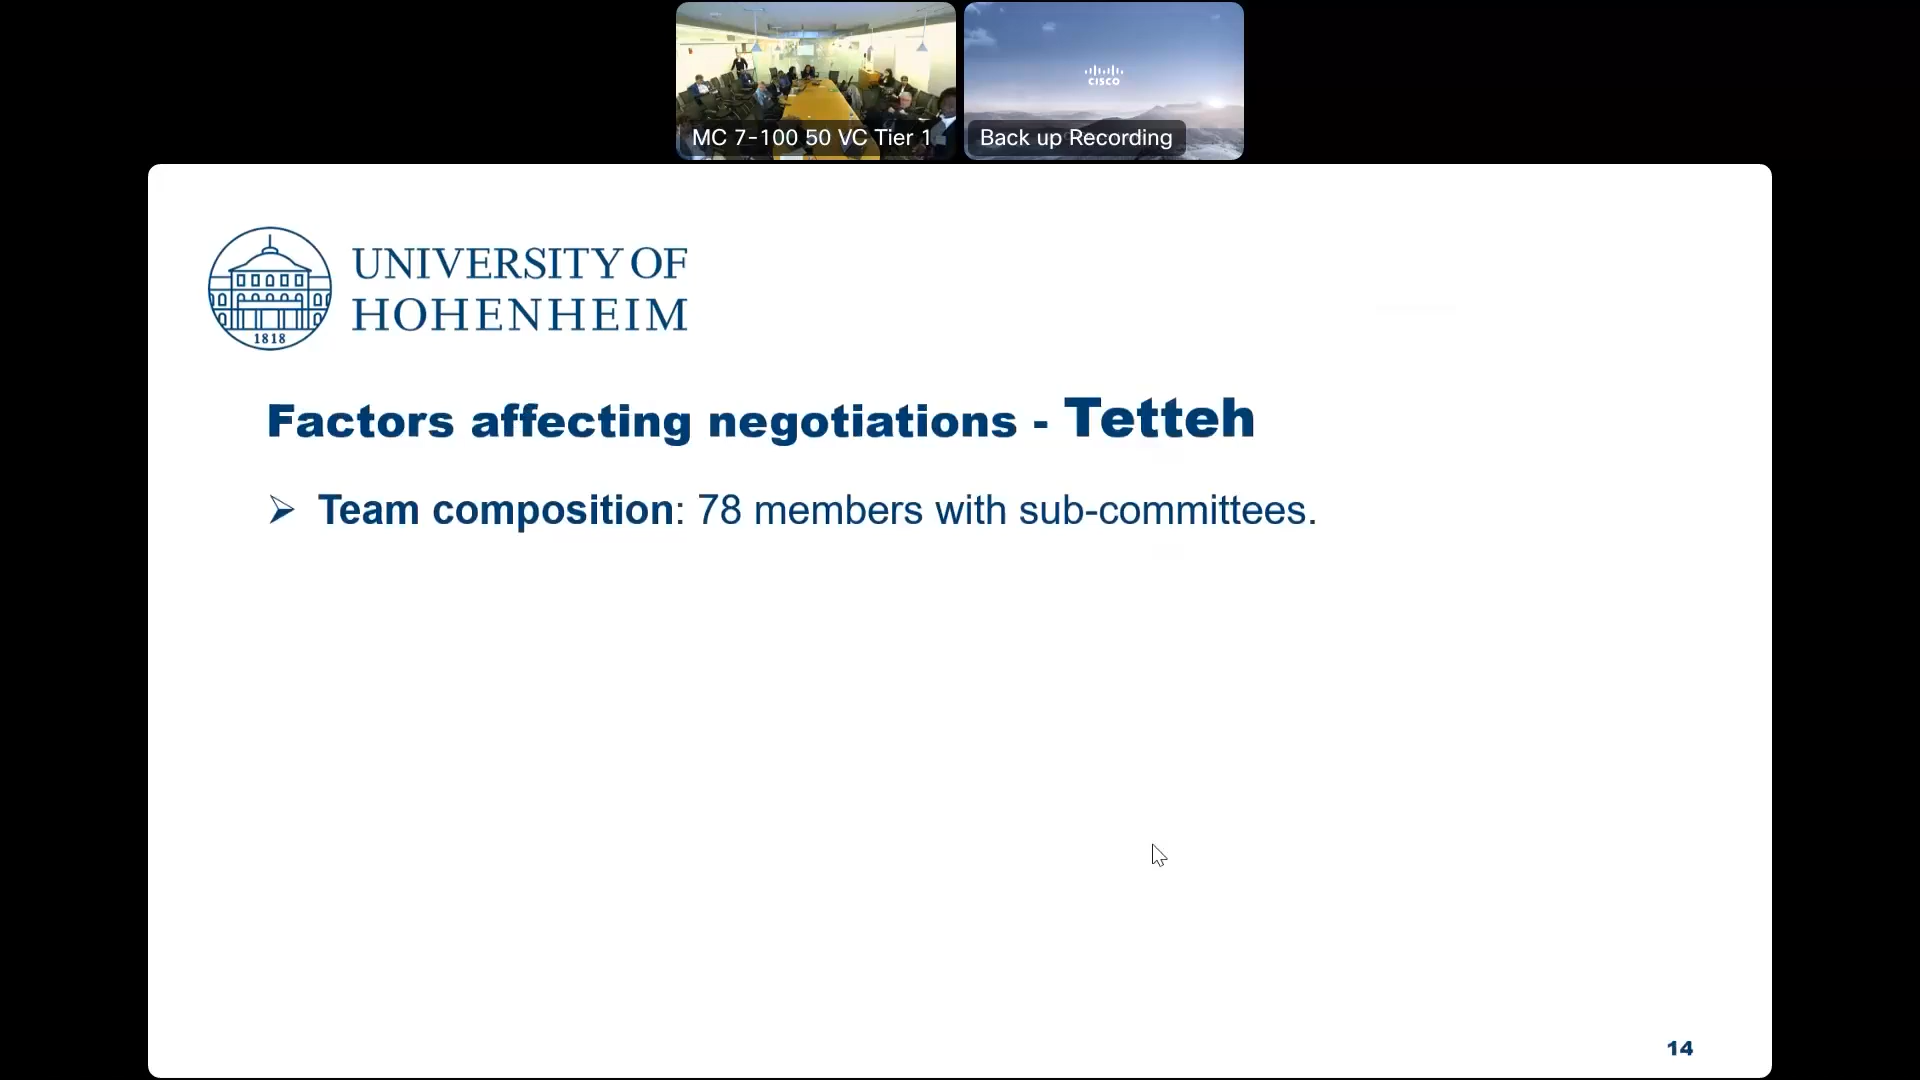 MC 7-100 50 VC Tier 1
CISCO
Back up Recording
UNIVERSITY OF
HOHENHEIM
1818
Factors affecting negotiations - Tetteh
➢ Team composition: 78 members with sub-committees.
14